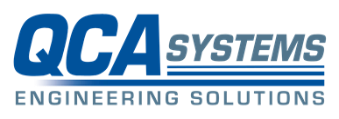 QCA SYSTEMS
ENGINEERING SOLUTIONS